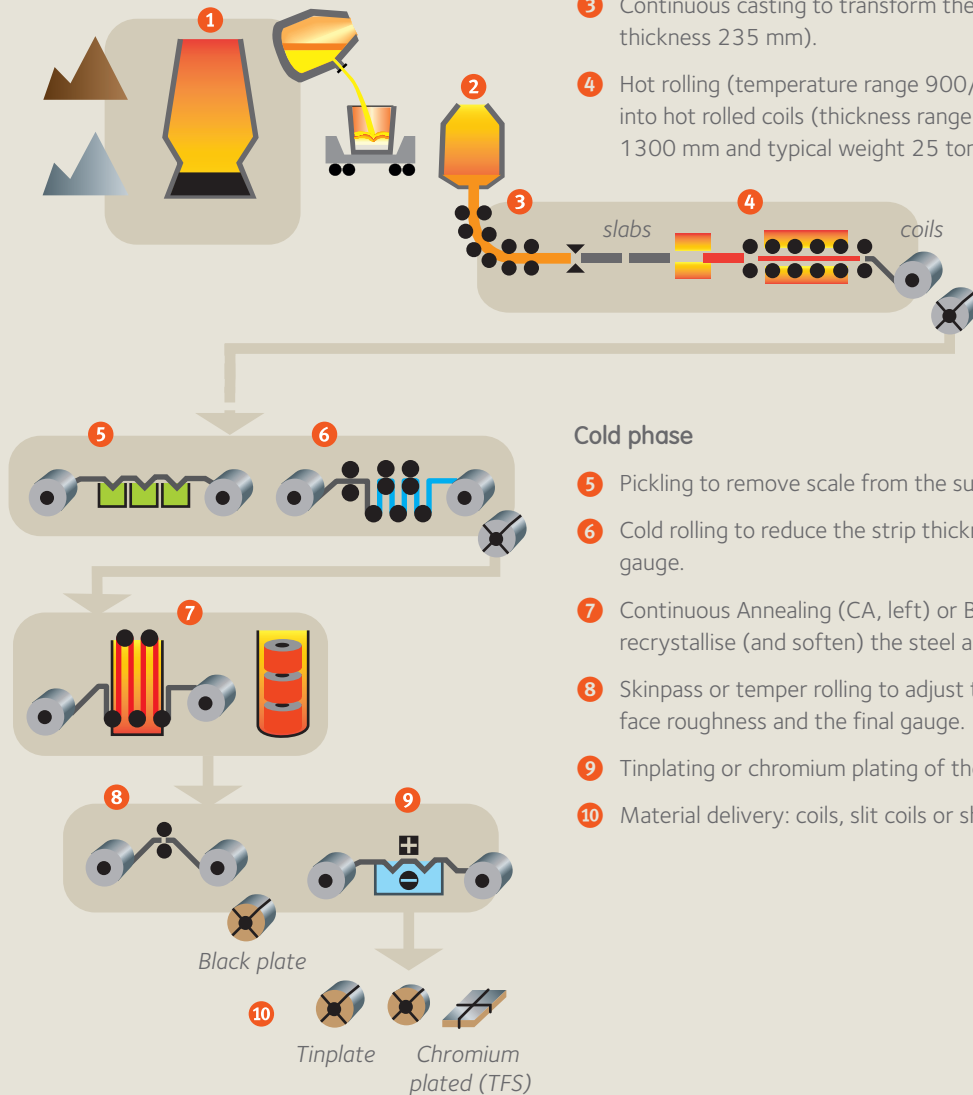 1
2
3 Continuous casting to transform the
thickness 235 mm).
4 Hot rolling (temperature range 900/
into hot rolled coils (thickness range
1300 mm and typical weight 25 ton
3
4
slabs
coils
5
6
Cold phase
5 Pickling to remove scale from the su
6 Cold rolling to reduce the strip thickn
gauge.
7 Continuous Annealing (CA, left) or B
recrystallise (and soften) the steel a
8 Skinpass or temper rolling to adjust t
face roughness and the final gauge.
9 Tinplating or chromium plating of the
10 Material delivery: coils, slit coils or sh
7
8
9
Black plate
10
Tinplate
Chromium
plated (TFS)